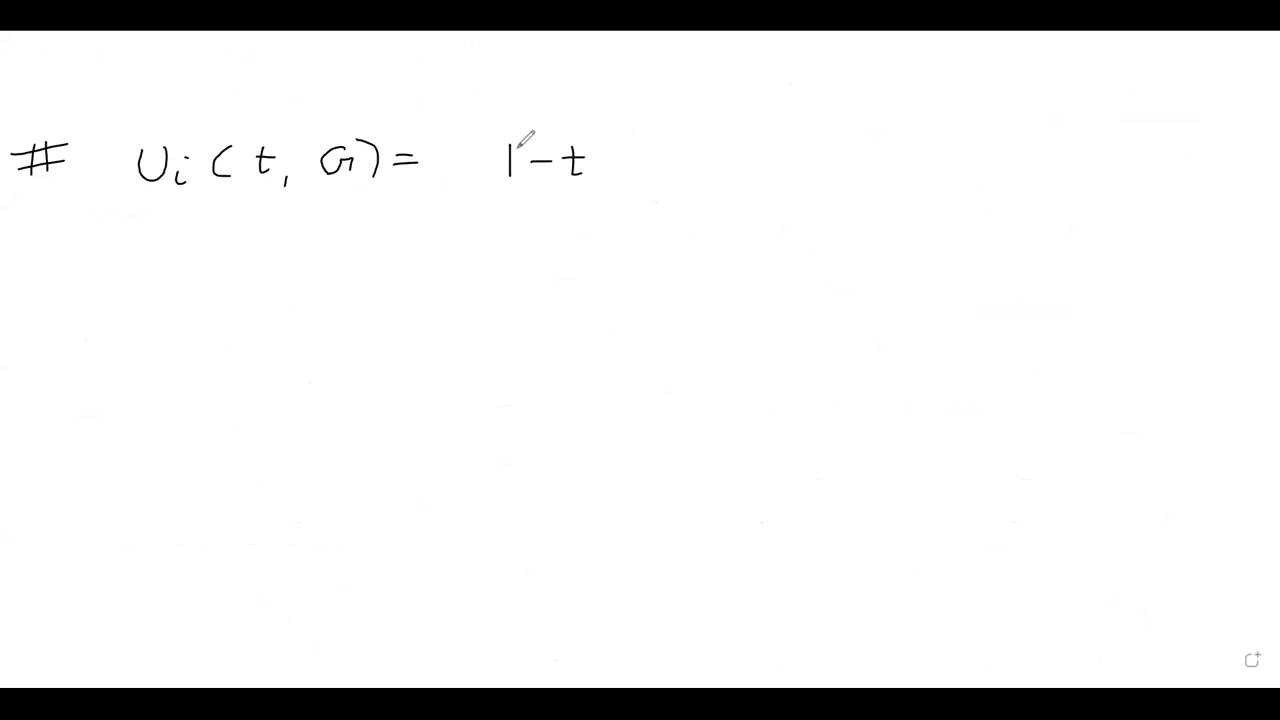 # Ui(t, G) = 1-t